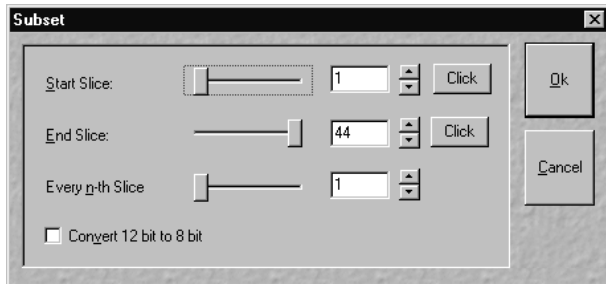 Subset
Start Slice: 1 Click
End Slice: 44 Click
Every n-th Slice 1
Convert 12 bit to 8 bit
Ok
Cancel